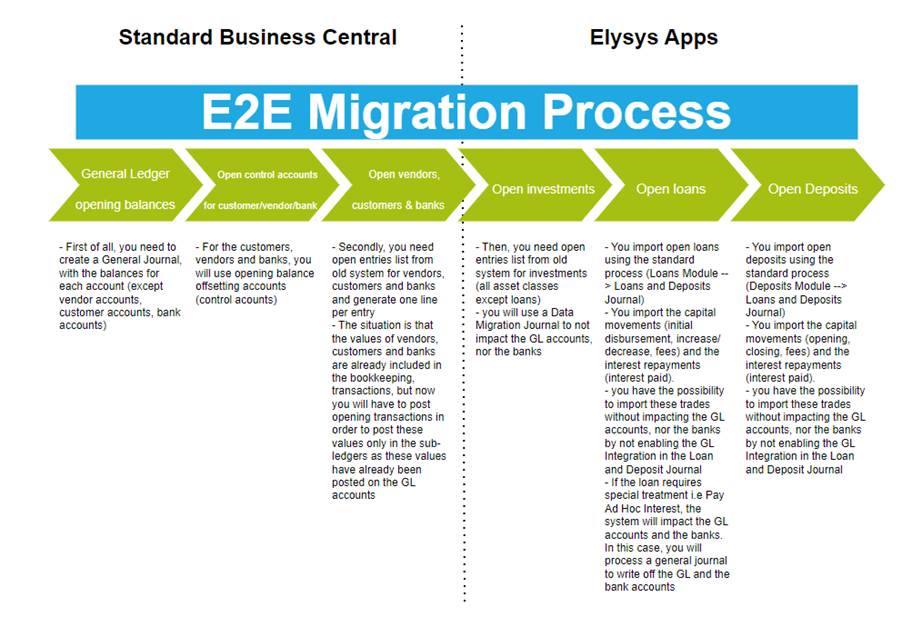 Standard Business Central
Elysys Apps
E2E Migration Process
General Ledger
opening balances
Open control accounts
for customer/vendor/bank
Open vendors,
customers & banks
Open investments
Open loans
Open Deposits
- First of all, you need to
create a General Journal,
with the balances for
each account (except
vendor accounts,
customer accounts, bank
accounts)
- For the customers,
vendors and banks, you
will use opening balance
offsetting accounts
(control acounts)
- Secondly, you need
open entries list from
old system for vendors,
customers and banks
and generate one line
per entry
- The situation is that
the values of vendors,
customers and banks
are already included in
the bookkeeping,
transactions, but now
you will have to post
opening transactions in
order to post these
values only in the sub-
ledgers as these values
have already been
posted on the GL
accounts
- Then, you need open
entries list from old
system for investments
(all asset classes
except loans)
- you will use a Data
Migration Journal to not
impact the GL accounts,
nor the banks
- You import open loans
using the standard
process (Loans Module --
> Loans and Deposits
Journal)
- You import the capital
movements (initial
disbursement, increase/
decrease, fees) and the
interest repayments
(interest paid).
- you have the possibility
to import these trades
without impacting the GL
accounts, nor the banks
by not enabling the GL
Integration in the Loan
and Deposit Journal
- If the loan requires
special treatment i.e Pay
Ad Hoc Interest, the
system will impact the GL
accounts and the banks.
In this case, you will
process a general journal
to write off the GL and the
bank accounts
- You import open
deposits using the
standard process
(Deposits Module -->
Loans and Deposits
Journal)
- You import the capital
movements (opening,
closing, fees) and the
interest repayments
(interest paid).
- you have the possibility
to import these trades
without impacting the GL
accounts, nor the banks
by not enabling the GL
Integration in the Loan
and Deposit Journal